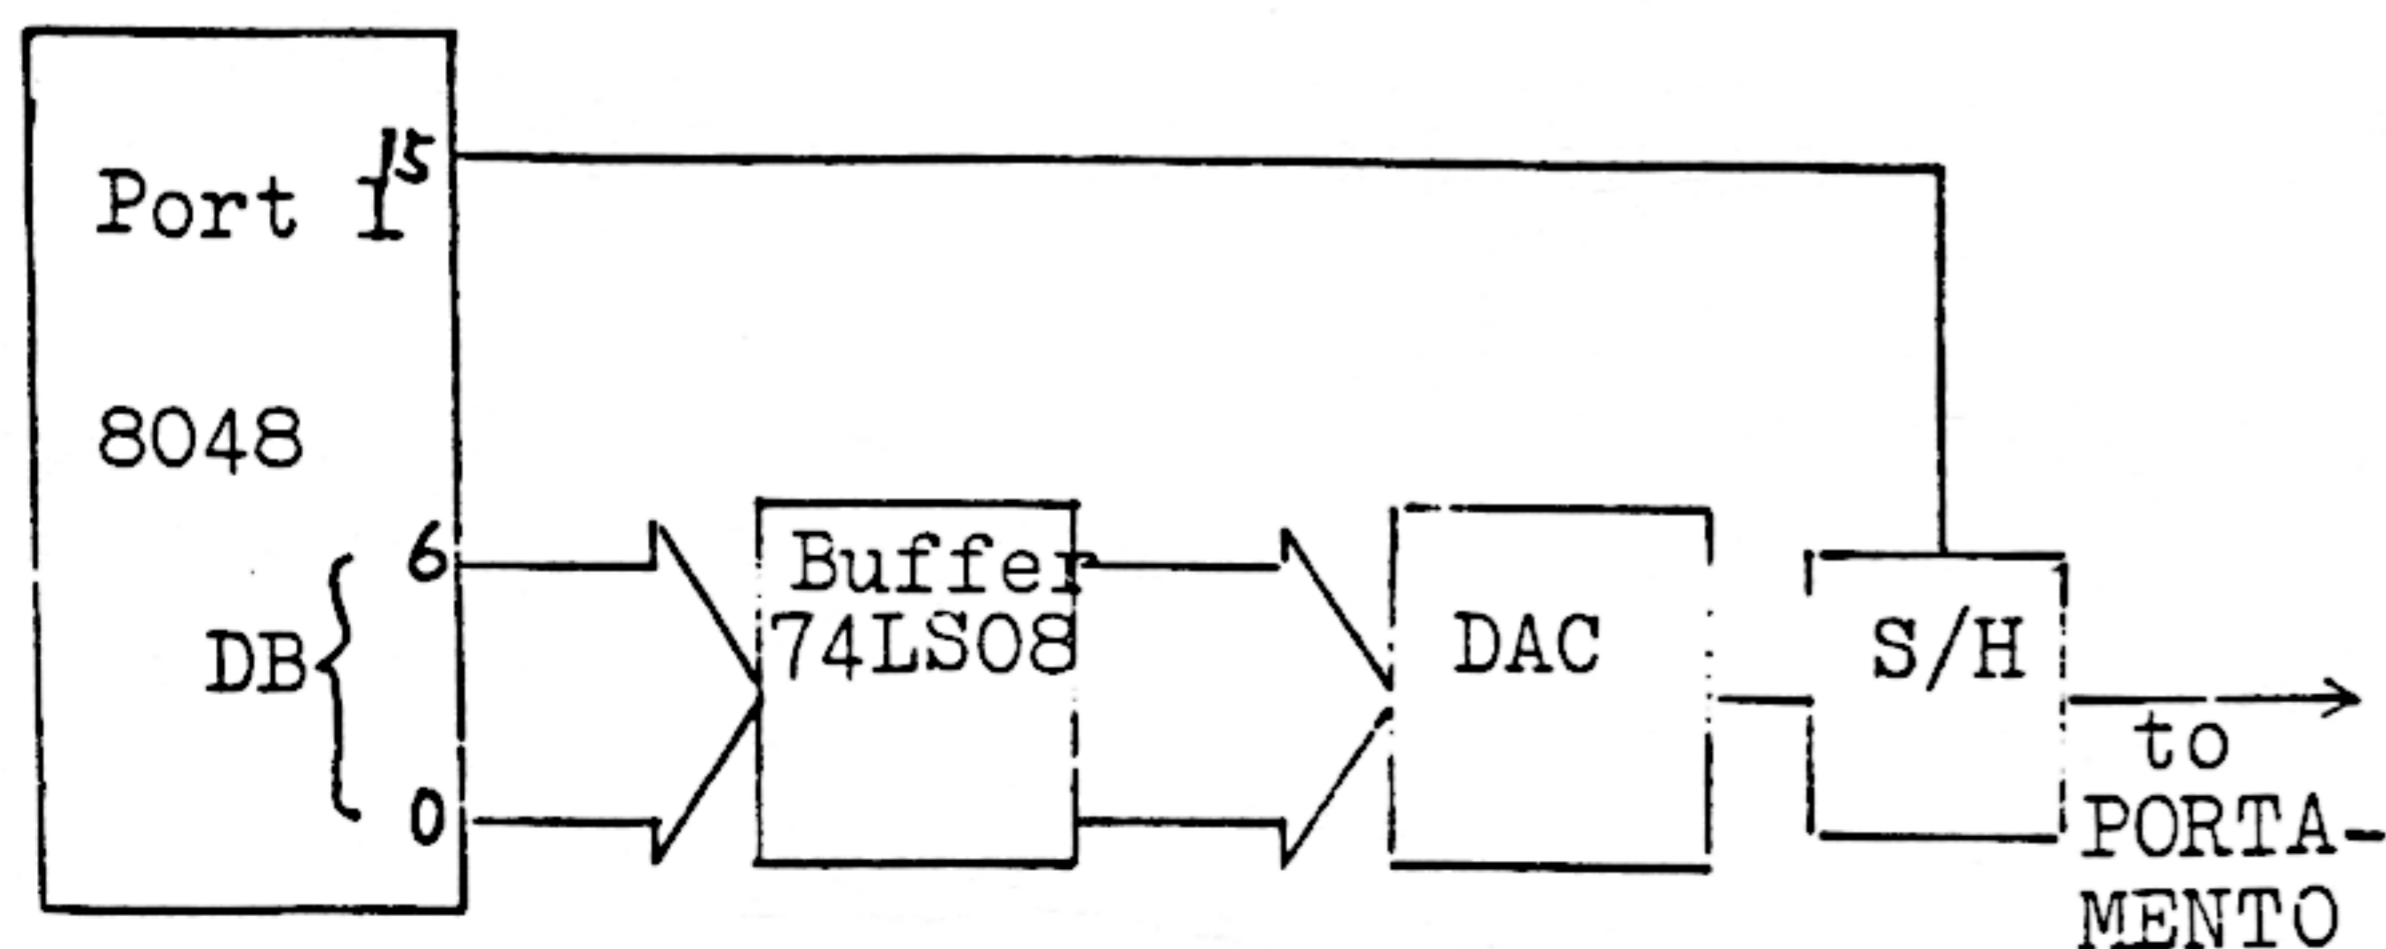 15
Port 1
8048
6
DB
0
Buffer
74LS08
DAC
S/H
to
PORTA-
MENTO